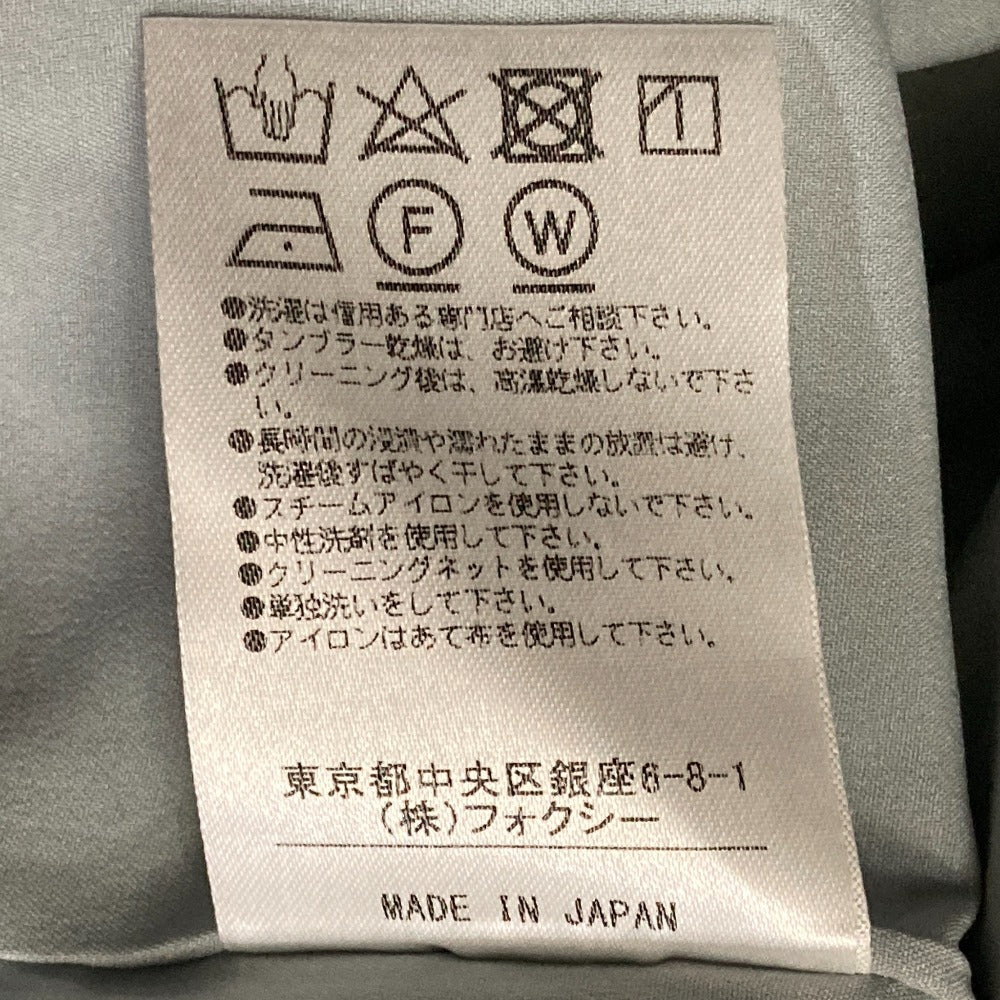 F W
●洗濯は信用ある専門店へご相談下さい。
●タンブラー乾燥は、お避け下さい。
●クリーニング後は、高温乾燥しないで下さ
い。
●長時間の浸漬や濡れたままの放置は避け、
洗濯後すばやく干して下さい。
●スチームアイロンを使用しないで下さい。
●中性洗剤を使用して下さい。
●クリーニングネットを使用して下さい。
●単独洗いをして下さい。
●アイロンはあて布を使用して下さい。
東京都中央区銀座6-8-1
(株)フォクシー
MADE IN JAPAN